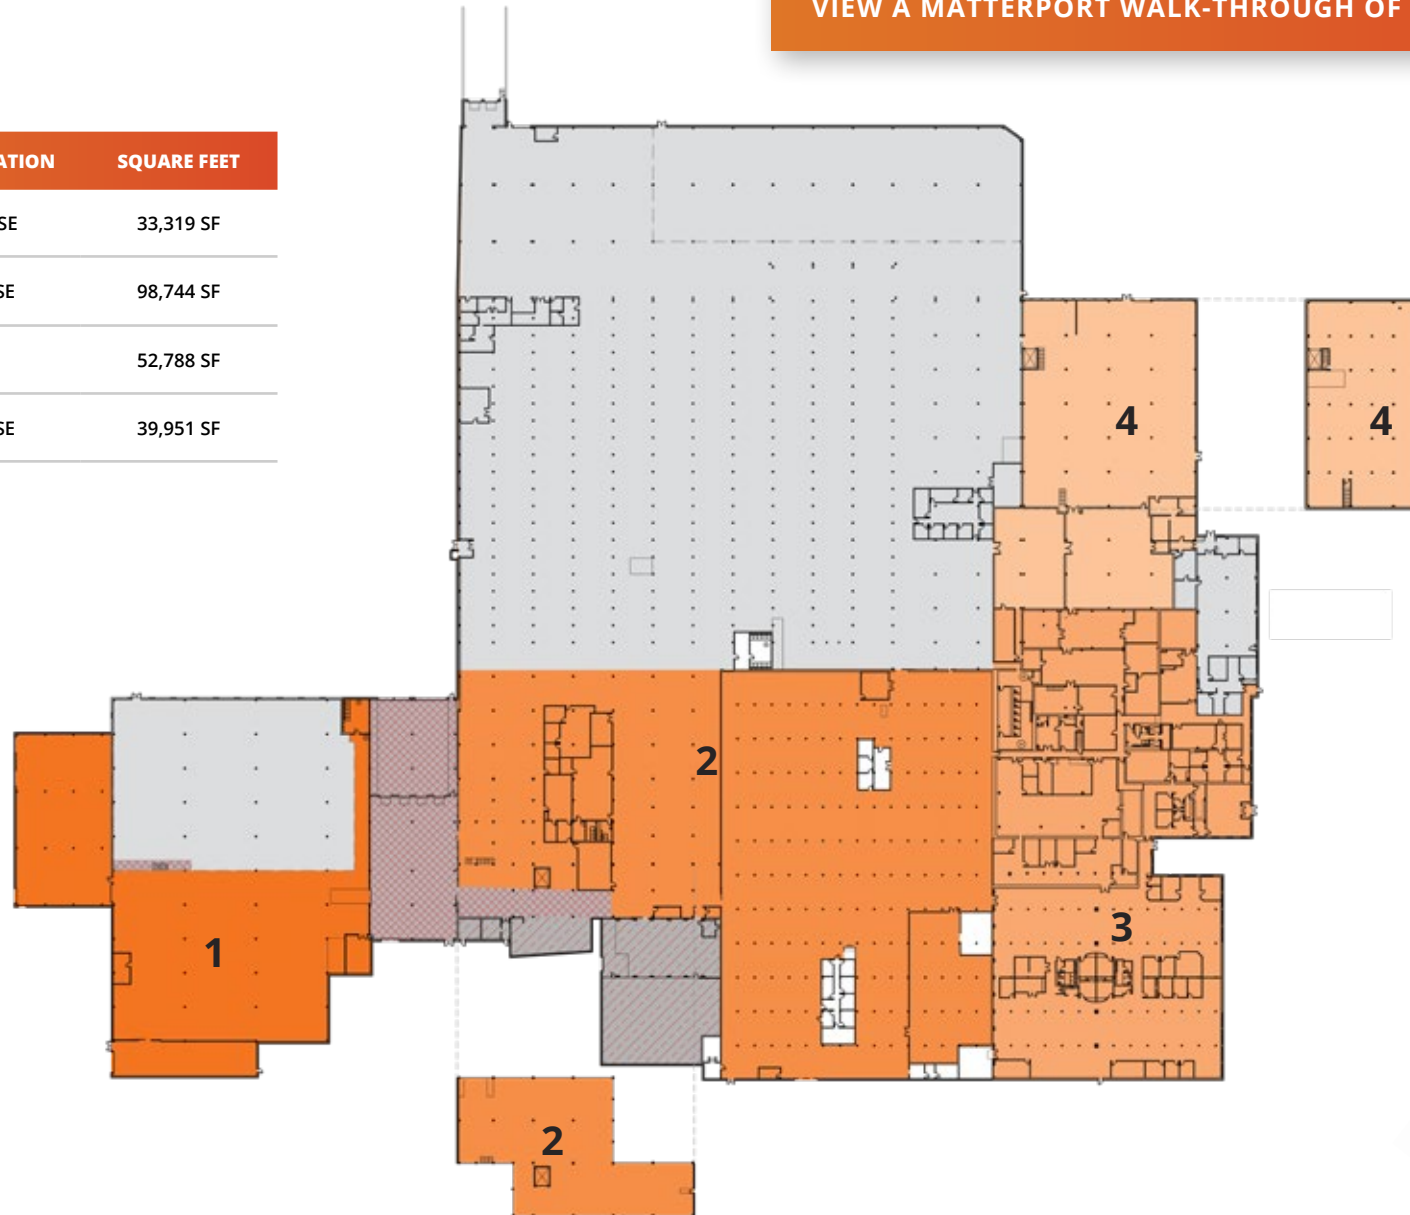 VIEW A MATTERPORT WALK-THROUGH OF
ATION SQUARE FEET
SE 33,319 SF
SE 98,744 SF
52,788 SF
SE 39,951 SF
4 4
2
1
3
2